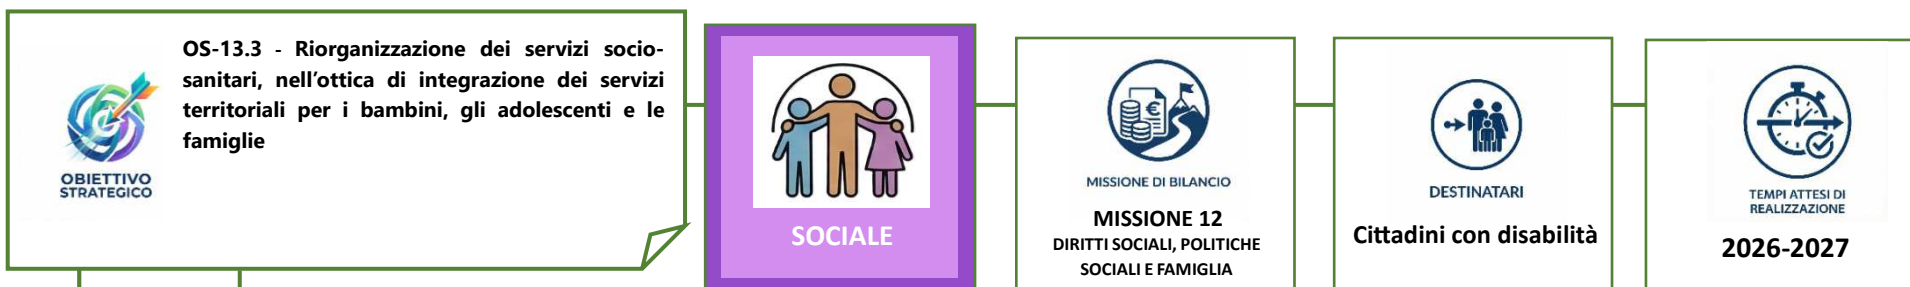 OS-13.3 - Riorganizzazione dei servizi socio-
sanitari, nell’ottica di integrazione dei servizi
territoriali per i bambini, gli adolescenti e le
famiglie
OBIETTIVO
STRATEGICO
SOCIALE
MISSIONE DI BILANCIO
MISSIONE 12
DIRITTI SOCIALI, POLITICHE
SOCIALI E FAMIGLIA
DESTINATARI
Cittadini con disabilità
TEMPI ATTESI DI
REALIZZAZIONE
2026-2027